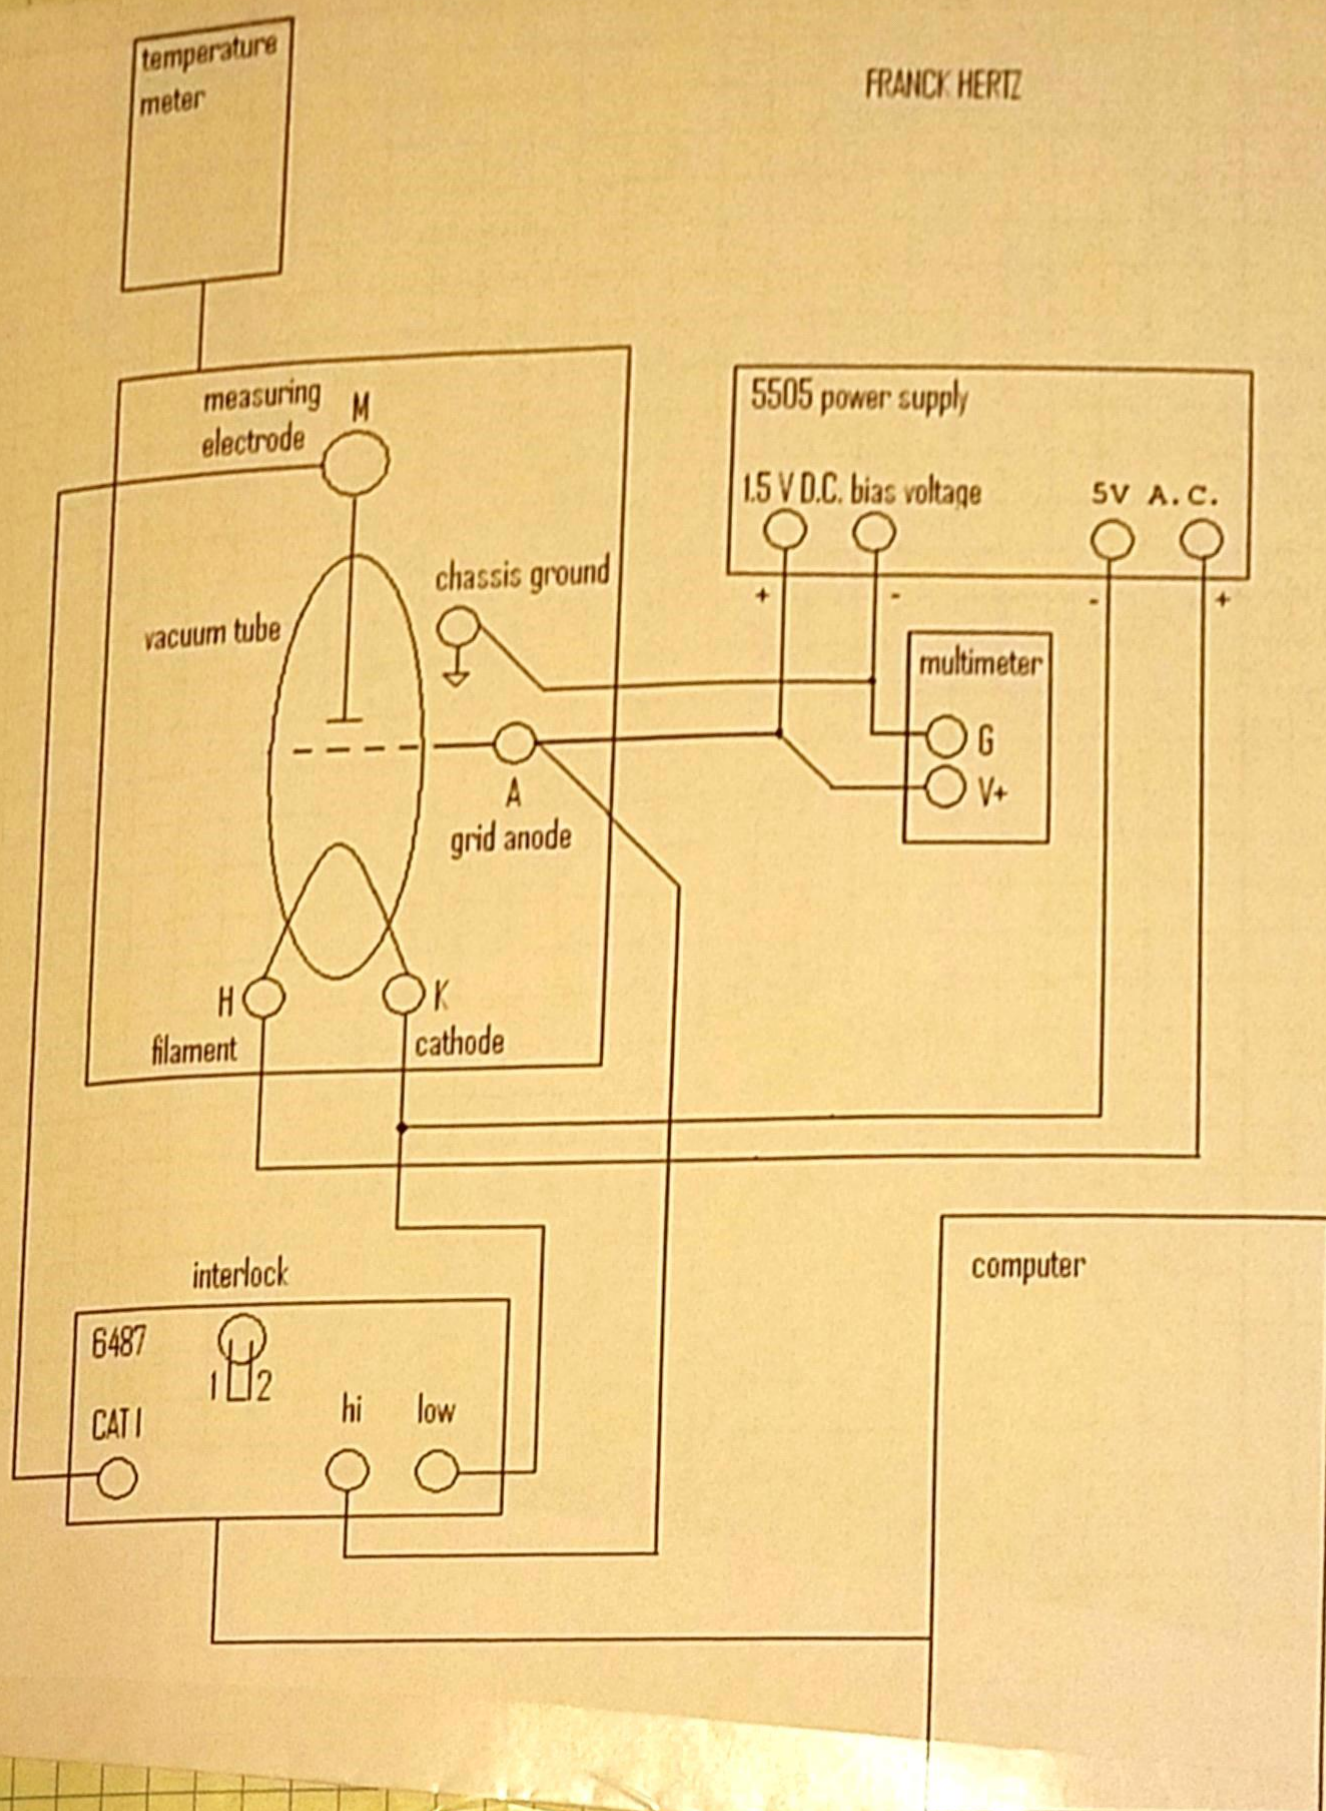 temperature
meter
FRANCK HERTZ
measuring
electrode
M
5505 power supply
1.5 V D.C. bias voltage
5V A.C.
+
-
-
+
chassis ground
vacuum tube
multimeter
G
V+
A
grid anode
H
K
filament
cathode
interlock
computer
6487
1
2
CAT I
hi
low